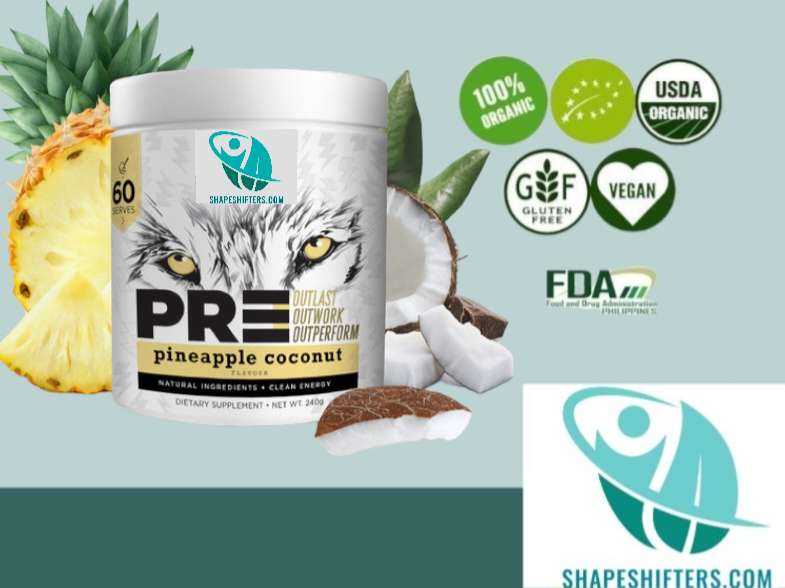 SHAPESHIFTERS.COM
60
SERVES
PRE
OUTLAST
OUTWORK
OUTPERFORM
pineapple coconut
FLAVOUR
NATURAL INGREDIENTS • CLEAN ENERGY
DIETARY SUPPLEMENT • NET WT. 240g
100%
ORGANIC
USDA
ORGANIC
GF
GLUTEN
FREE
VEGAN
FDA
Food and Drug Administration
PHILIPPINES
SHAPESHIFTERS.COM